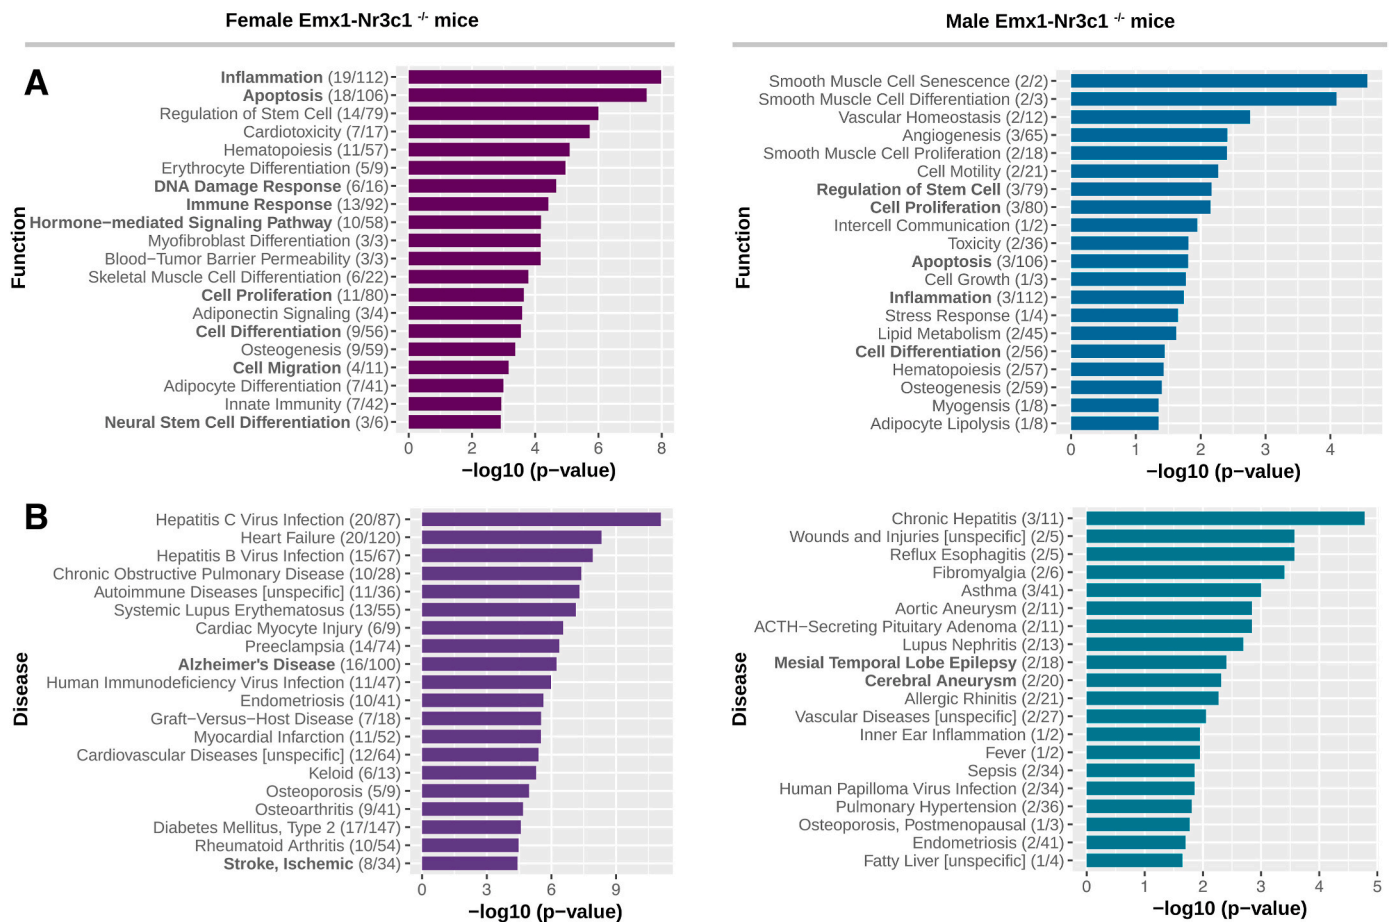 Female Emx1-Nr3c1 -/- mice
Male Emx1-Nr3c1 -/- mice
A
Function
Inflammation (19/112)
Apoptosis (18/106)
Regulation of Stem Cell (14/79)
Cardiotoxicity (7/17)
Hematopoiesis (11/57)
Erythrocyte Differentiation (5/9)
DNA Damage Response (6/16)
Immune Response (13/92)
Hormone−mediated Signaling Pathway (10/58)
Myofibroblast Differentiation (3/3)
Blood−Tumor Barrier Permeability (3/3)
Skeletal Muscle Cell Differentiation (6/22)
Cell Proliferation (11/80)
Adiponectin Signaling (3/4)
Cell Differentiation (9/56)
Osteogenesis (9/59)
Cell Migration (4/11)
Adipocyte Differentiation (7/41)
Innate Immunity (7/42)
Neural Stem Cell Differentiation (3/6)
0 2 4 6 8
−log10 (p−value)
Function
Smooth Muscle Cell Senescence (2/2)
Smooth Muscle Cell Differentiation (2/3)
Vascular Homeostasis (2/12)
Angiogenesis (3/65)
Smooth Muscle Cell Proliferation (2/18)
Cell Motility (2/21)
Regulation of Stem Cell (3/79)
Cell Proliferation (3/80)
Intercell Communication (1/2)
Toxicity (2/36)
Apoptosis (3/106)
Cell Growth (1/3)
Inflammation (3/112)
Stress Response (1/4)
Lipid Metabolism (2/45)
Cell Differentiation (2/56)
Hematopoiesis (2/57)
Osteogenesis (2/59)
Myogensis (1/8)
Adipocyte Lipolysis (1/8)
0 1 2 3 4
−log10 (p−value)
B
Disease
Hepatitis C Virus Infection (20/87)
Heart Failure (20/120)
Hepatitis B Virus Infection (15/67)
Chronic Obstructive Pulmonary Disease (10/28)
Autoimmune Diseases [unspecific] (11/36)
Systemic Lupus Erythematosus (13/55)
Cardiac Myocyte Injury (6/9)
Preeclampsia (14/74)
Alzheimer's Disease (16/100)
Human Immunodeficiency Virus Infection (11/47)
Endometriosis (10/41)
Graft−Versus−Host Disease (7/18)
Myocardial Infarction (11/52)
Cardiovascular Diseases [unspecific] (12/64)
Keloid (6/13)
Osteoporosis (5/9)
Osteoarthritis (9/41)
Diabetes Mellitus, Type 2 (17/147)
Rheumatoid Arthritis (10/54)
Stroke, Ischemic (8/34)
0 3 6 9
−log10 (p−value)
Disease
Chronic Hepatitis (3/11)
Wounds and Injuries [unspecific] (2/5)
Reflux Esophagitis (2/5)
Fibromyalgia (2/6)
Asthma (3/41)
Aortic Aneurysm (2/11)
ACTH−Secreting Pituitary Adenoma (2/11)
Lupus Nephritis (2/13)
Mesial Temporal Lobe Epilepsy (2/18)
Cerebral Aneurysm (2/20)
Allergic Rhinitis (2/21)
Vascular Diseases [unspecific] (2/27)
Inner Ear Inflammation (1/2)
Fever (1/2)
Sepsis (2/34)
Human Papilloma Virus Infection (2/34)
Pulmonary Hypertension (2/36)
Osteoporosis, Postmenopausal (1/3)
Endometriosis (2/41)
Fatty Liver [unspecific] (1/4)
0 1 2 3 4 5
−log10 (p−value)